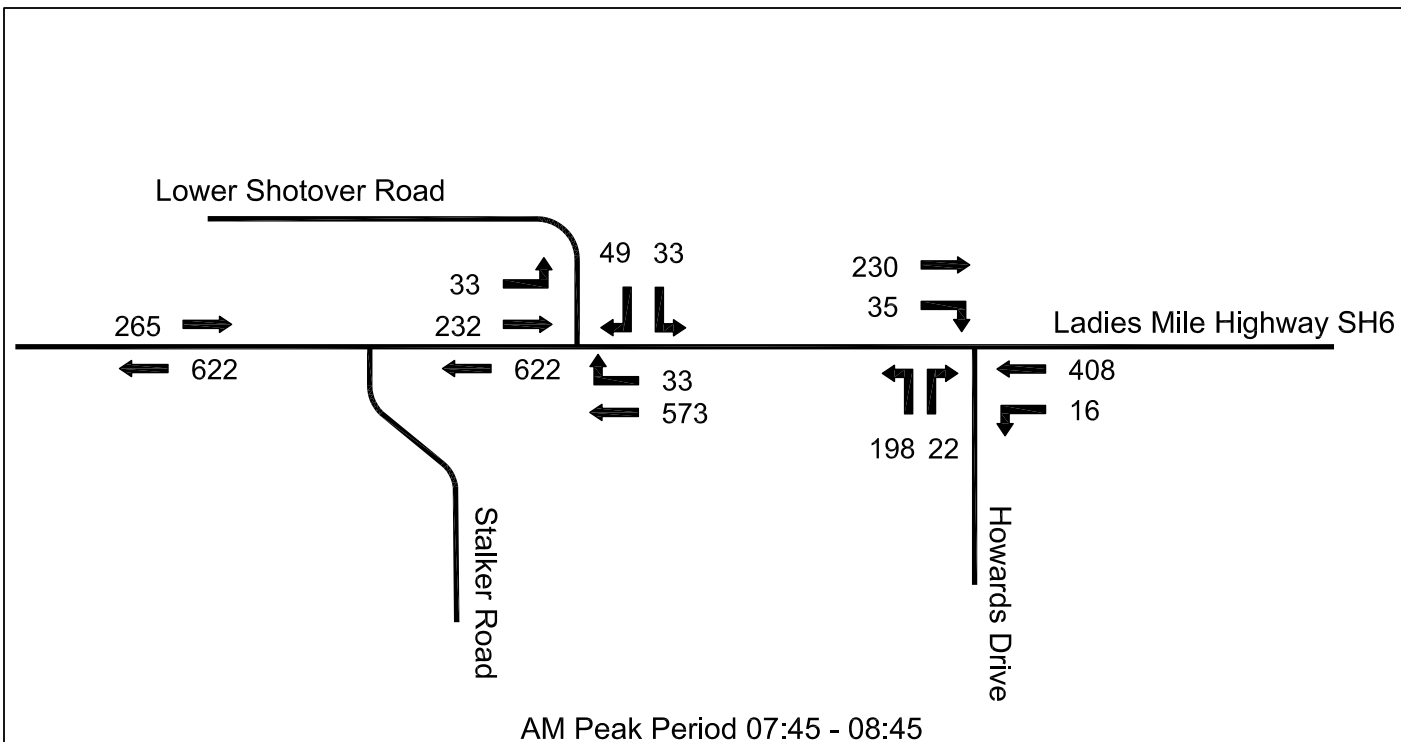 Lower Shotover Road
49 33
33
230
35
265
232
Ladies Mile Highway SH6
622
622
33
573
408
16
198 22
Stalker Road
Howards Drive
AM Peak Period 07:45 - 08:45